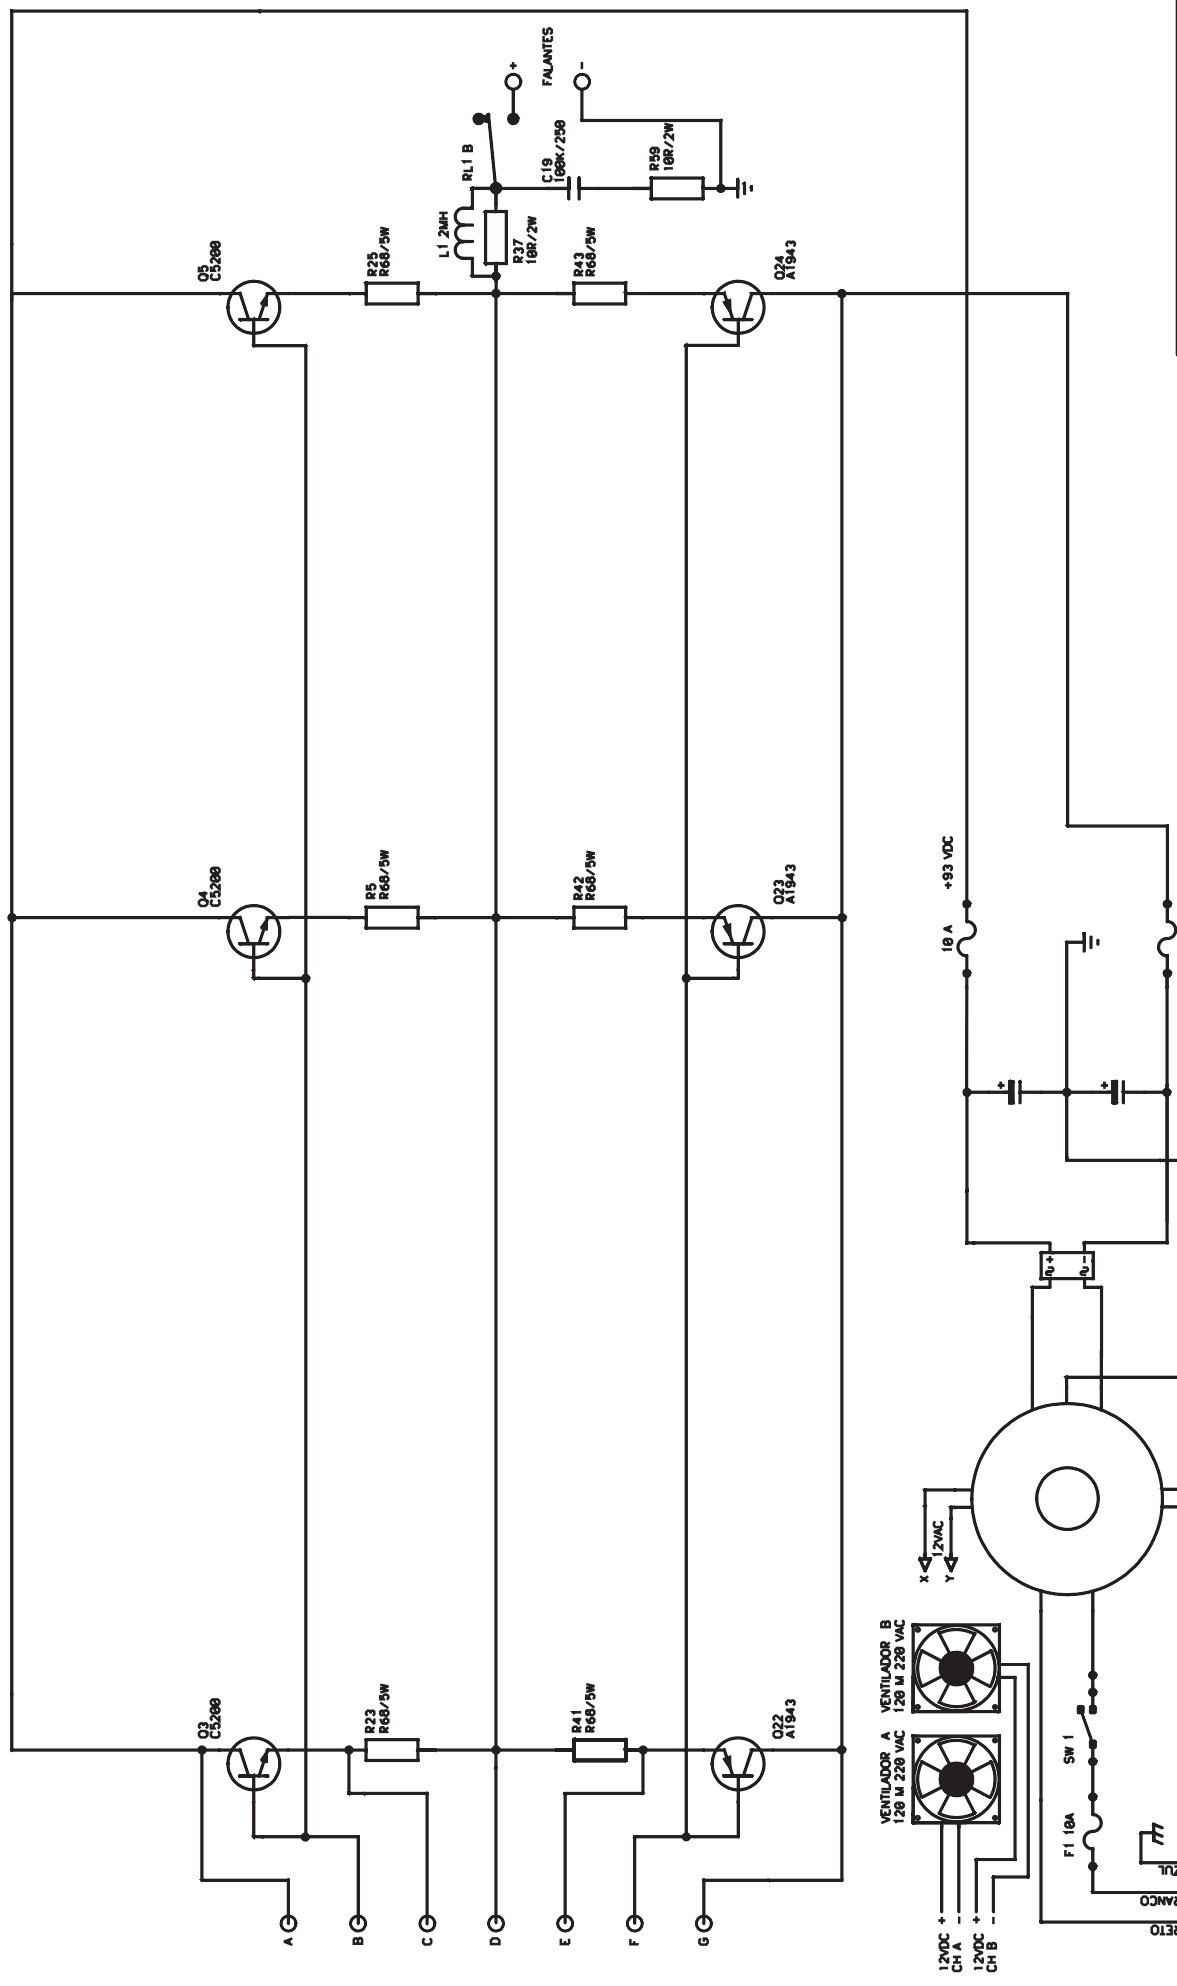 FALANTES
+
-
RL1 B
C19
100K/250
R59
10R/2W
L1 2MH
R37
10R/2W
Q5
C5200
R25
R68/5W
R43
R68/5W
Q24
A1943
Q4
C5200
R5
R68/5W
R42
R68/5W
Q23
A1943
+93 VDC
10 A
+
+
~ +
~ -
12VAC
X
Y
Q3
C5200
R23
R68/5W
R41
R68/5W
Q22
A1943
VENTILADOR B
120 M 220 VAC
VENTILADOR A
120 M 220 VAC
SW 1
F1 10A
A
B
C
D
E
F
G
12VDC +
CH A -
12VDC +
CH B -